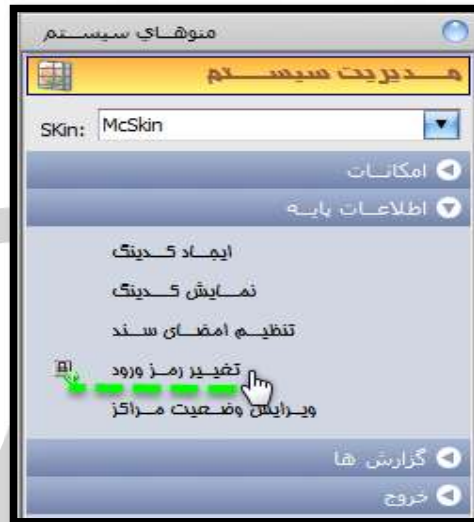 منوهای سیستم
مدیریت سیستم
SKin: McSkin
امکانات
اطلاعات پایه
ایجاد کدینگ
نمایش کدینگ
تنظیم امضای سند
تغییر رمز ورود
ویرایش وضعیت مراکز
گزارش ها
خروج